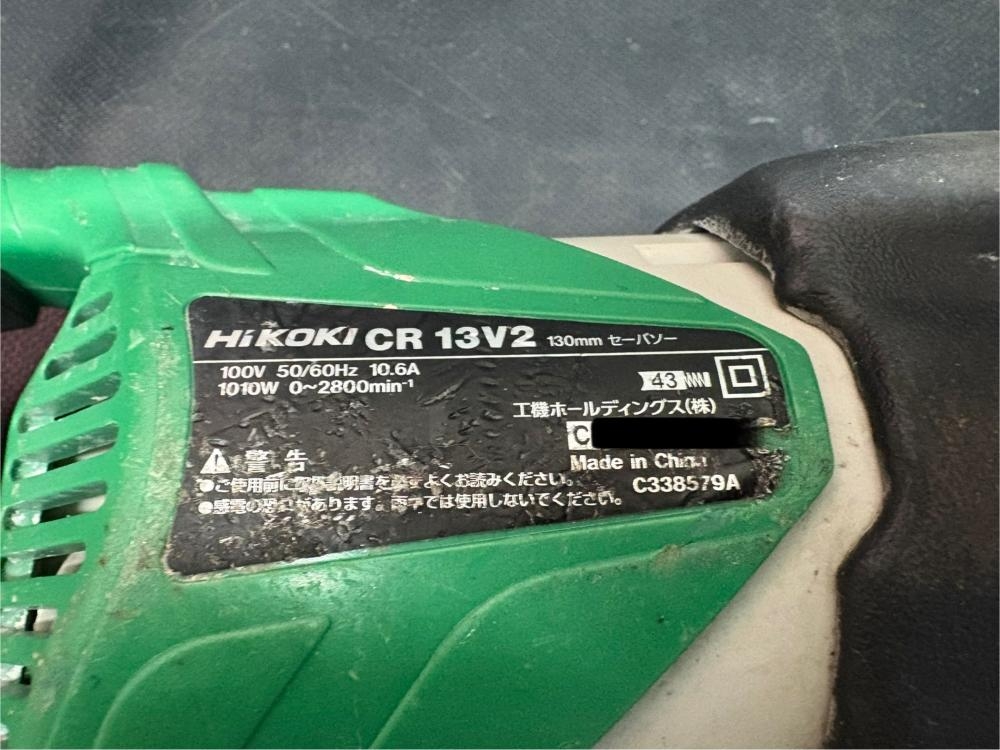 HiKOKI CR 13V2 130mm セーバソー
100V 50/60Hz 10.6A
1010W 0~2800min⁻¹
43
工機ホールディングス(株)
C
Made in China
C338579A
警告
●ご使用前に取扱説明書を必ずよくお読みください。
●感電の恐れがあります。雨中では使用しないでください。